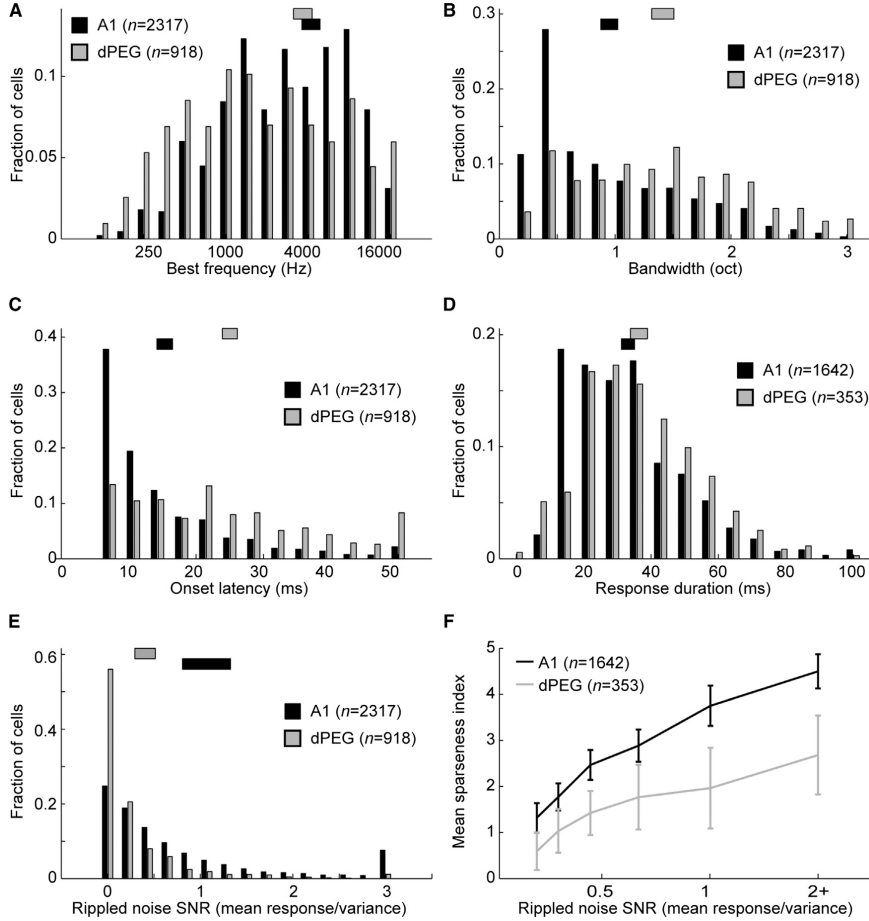 A
A1 (n=2317)
dPEG (n=918)
Fraction of cells
0.1
0.05
0
250 1000 4000 16000
Best frequency (Hz)
B
A1 (n=2317)
dPEG (n=918)
Fraction of cells
0.3
0.2
0.1
0
0 1 2 3
Bandwidth (oct)
C
A1 (n=2317)
dPEG (n=918)
Fraction of cells
0.4
0.3
0.2
0.1
0
0 10 20 30 40 50
Onset latency (ms)
D
A1 (n=1642)
dPEG (n=353)
Fraction of cells
0.2
0.1
0
0 20 40 60 80 100
Response duration (ms)
E
A1 (n=2317)
dPEG (n=918)
Fraction of cells
0.6
0.4
0.2
0
0 1 2 3
Rippled noise SNR (mean response/variance)
F
A1 (n=1642)
dPEG (n=353)
Mean sparseness index
5
4
3
2
1
0
0.5 1 2+
Rippled noise SNR (mean response/variance)